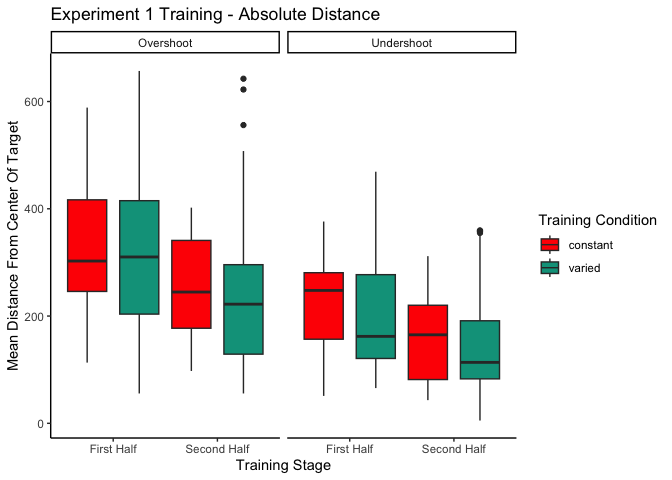 Experiment 1 Training - Absolute Distance
Overshoot
Undershoot
Mean Distance From Center Of Target
600
400
200
0
First Half
Second Half
First Half
Second Half
Training Stage
Training Condition
constant
varied